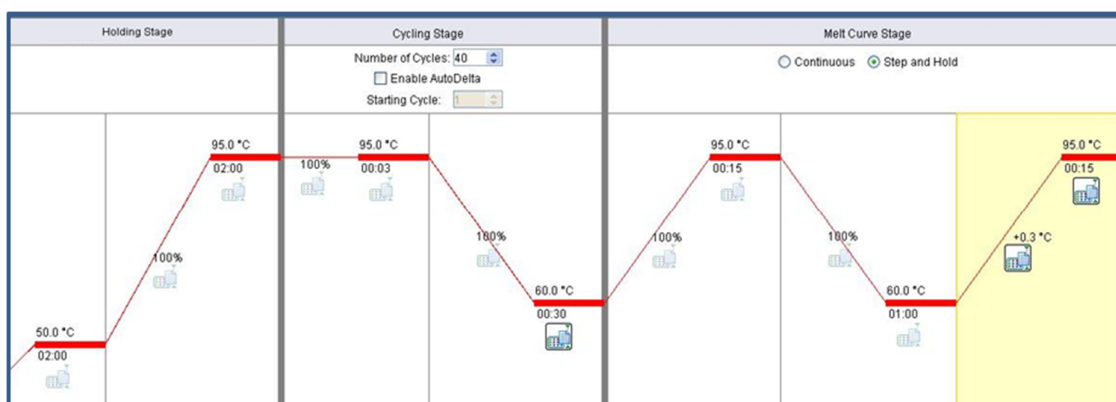 Holding Stage
Cycling Stage
Melt Curve Stage
Number of Cycles: 40
Enable AutoDelta
Starting Cycle: 1
Continuous
Step and Hold
50.0 °C
02:00
100%
95.0 °C
02:00
100%
95.0 °C
00:03
100%
60.0 °C
00:30
100%
95.0 °C
00:15
100%
60.0 °C
01:00
+0.3 °C
95.0 °C
00:15